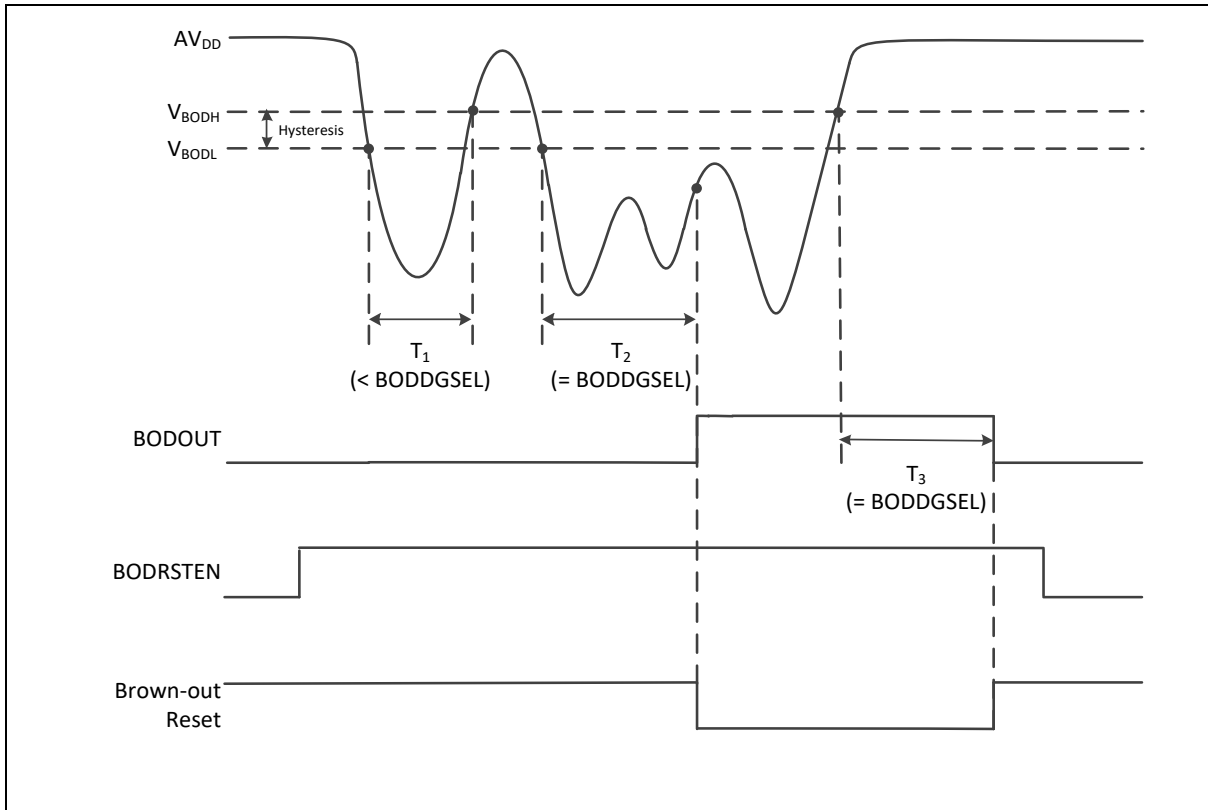 AVDD
VBODH
Hysteresis
VBODL
T1
(< BODDGSEL)
T2
(= BODDGSEL)
BODOUT
T3
(= BODDGSEL)
BODRSTEN
Brown-out
Reset